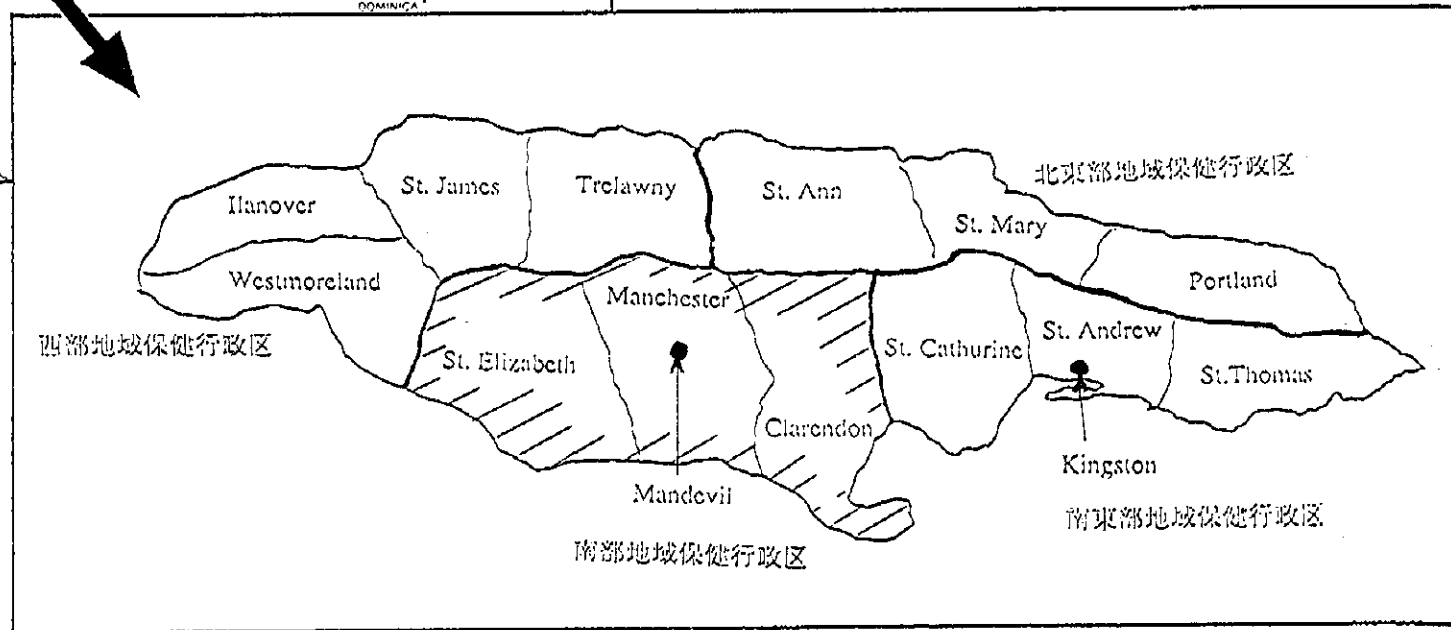 DOMINICA
St. James
Trelawny
St. Ann
北東部地域保健行政区
Hanover
St. Mary
Westmoreland
Manchester
Portland
西部地域保健行政区
St. Elizabeth
St. Cathurine
St. Andrew
St.Thomas
Clarendon
Kingston
Mandevil
南東部地域保健行政区
南部地域保健行政区